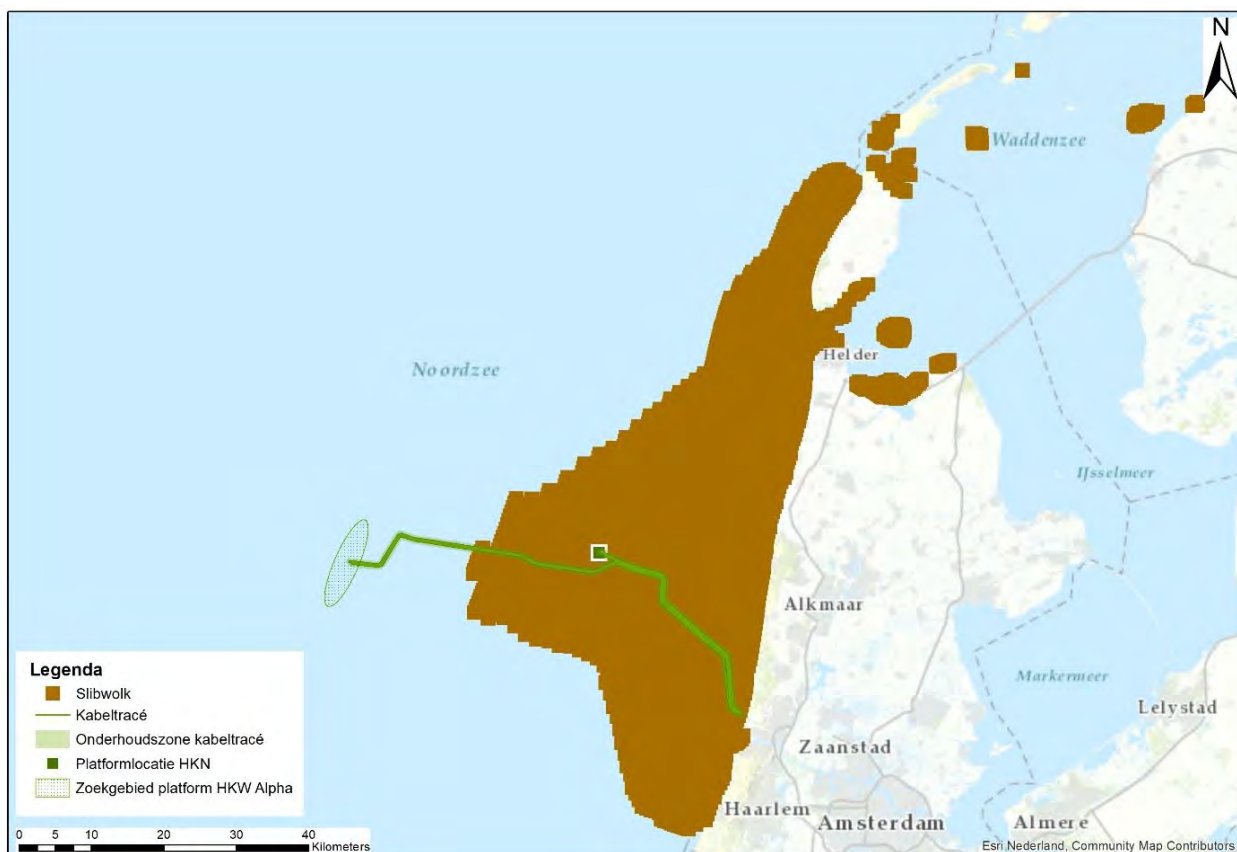 N
Waddenzee
Noordzee
Helder
IJsselmeer
Alkmaar
Markermeer
Lelystad
Zaanstad
Haarlem
Amsterdam
Almere
Legenda
Slibwolk
Kabeltracé
Onderhoudszone kabeltracé
Platformlocatie HKN
Zoekgebied platform HKW Alpha
0 5 10 20 30 40
Kilometers
Esri Nederland, Community Map Contributors